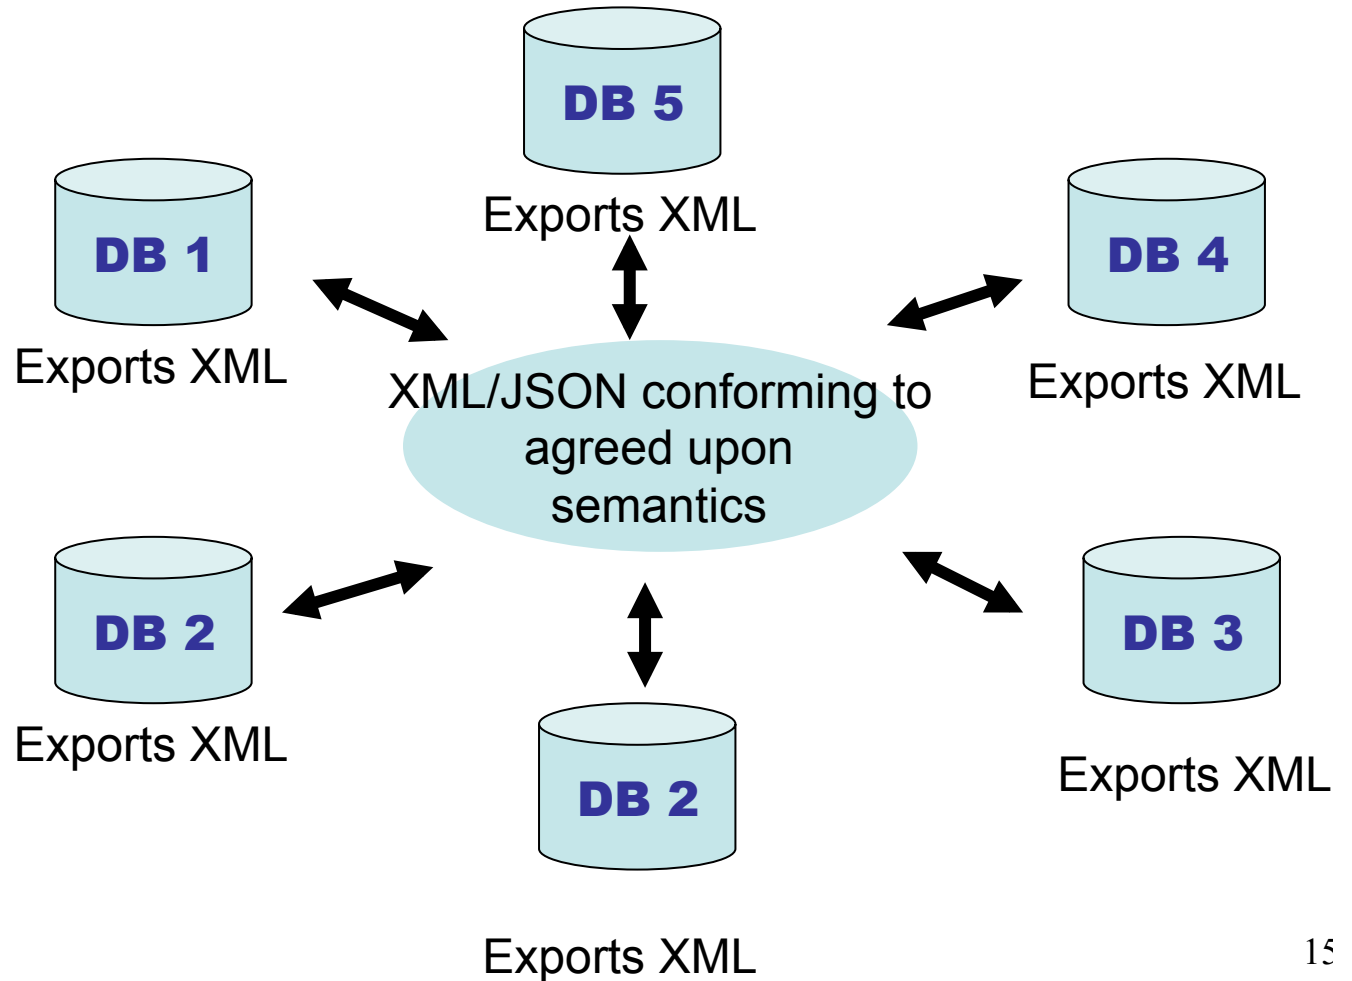 DB 5
Exports XML
DB 1
Exports XML
DB 4
Exports XML
XML/JSON conforming to
agreed upon
semantics
DB 2
Exports XML
DB 3
Exports XML
DB 2
Exports XML
15